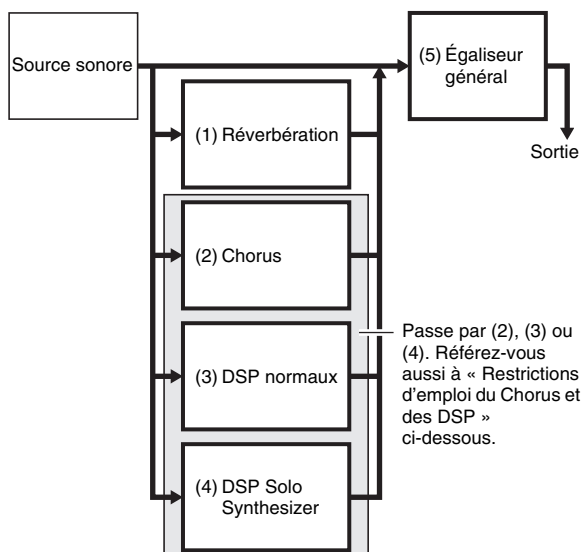 Source sonore
(5) Égaliseur
général
Sortie
(1) Réverbération
(2) Chorus
(3) DSP normaux
(4) DSP Solo
Synthesizer
Passe par (2), (3) ou
(4). Référez-vous
aussi à « Restrictions
d’emploi du Chorus et
des DSP »
ci-dessous.